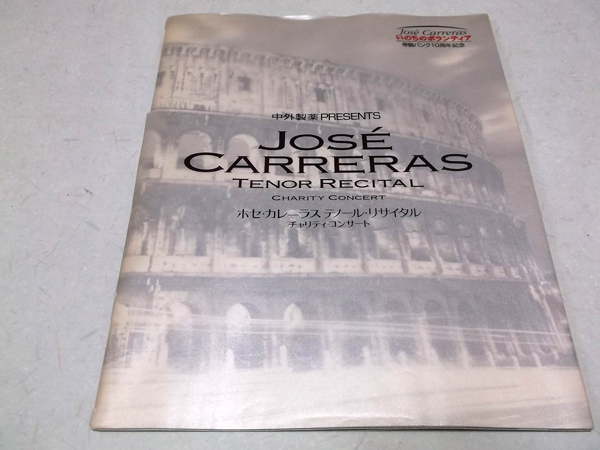 José Carreras
いのちのボランティア
骨髄バンク10周年記念
中外製薬 PRESENTS
JOSÉ
CARRERAS
TENOR RECITAL
CHARITY CONCERT
ホセ・カレーラス テノール・リサイタル
チャリティ・コンサート